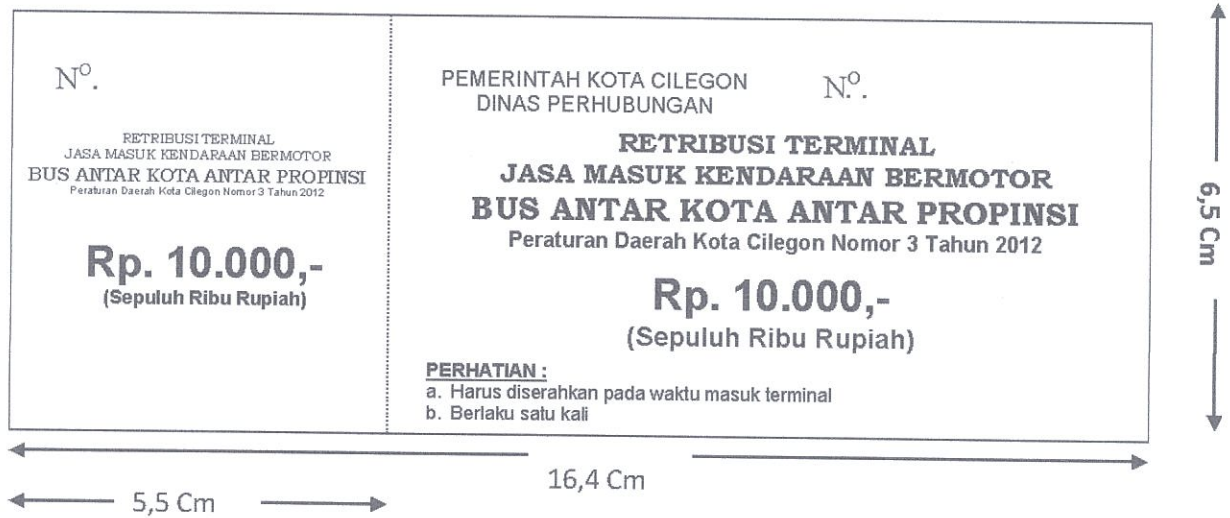 Nº.
RETRIBUSI TERMINAL
JASA MASUK KENDARAAN BERMOTOR
BUS ANTAR KOTA ANTAR PROPINSI
Peraturan Daerah Kota Cilegon Nomor 3 Tahun 2012
Rp. 10.000,-
(Sepuluh Ribu Rupiah)
PEMERINTAH KOTA CILEGON
DINAS PERHUBUNGAN
Nº.
RETRIBUSI TERMINAL
JASA MASUK KENDARAAN BERMOTOR
BUS ANTAR KOTA ANTAR PROPINSI
Peraturan Daerah Kota Cilegon Nomor 3 Tahun 2012
Rp. 10.000,-
(Sepuluh Ribu Rupiah)
PERHATIAN :
a. Harus diserahkan pada waktu masuk terminal
b. Berlaku satu kali
6,5 Cm
16,4 Cm
5,5 Cm